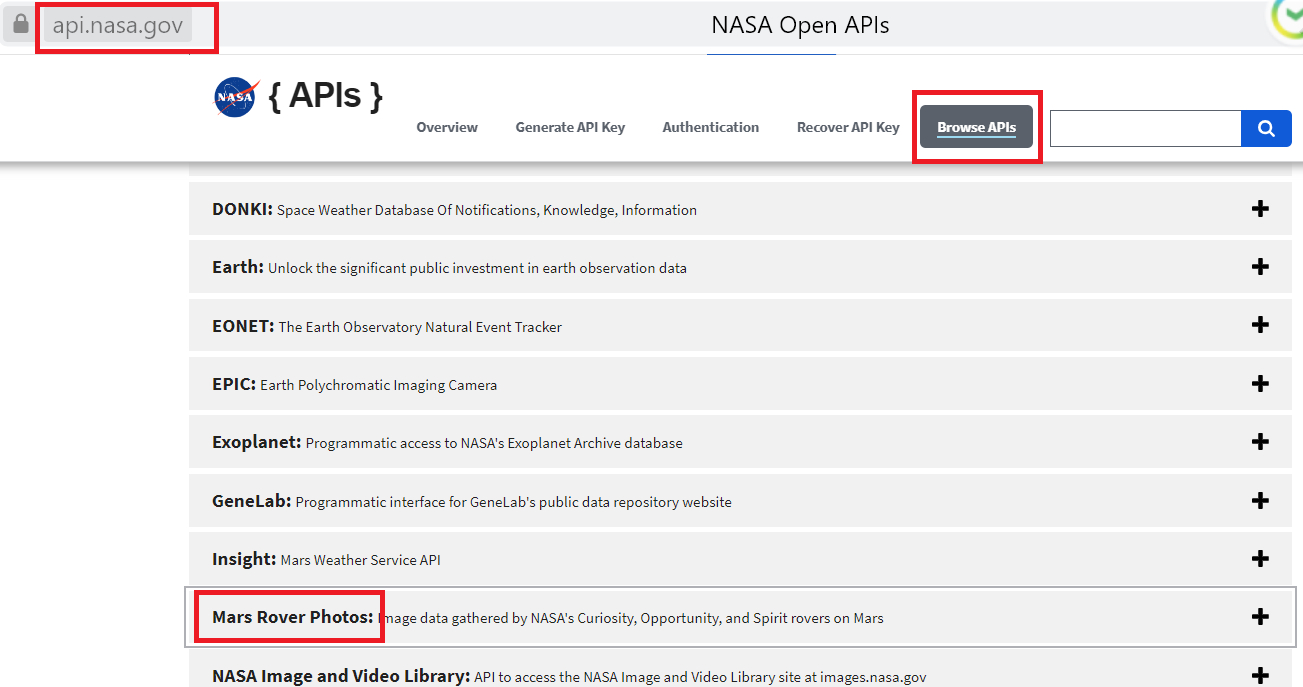 api.nasa.gov
NASA Open APIs
NASA
{ APIs }
Overview
Generate API Key
Authentication
Recover API Key
Browse APIs
DONKI: Space Weather Database Of Notifications, Knowledge, Information
Earth: Unlock the significant public investment in earth observation data
EONET: The Earth Observatory Natural Event Tracker
EPIC: Earth Polychromatic Imaging Camera
Exoplanet: Programmatic access to NASA's Exoplanet Archive database
GeneLab: Programmatic interface for GeneLab's public data repository website
Insight: Mars Weather Service API
Mars Rover Photos: Image data gathered by NASA's Curiosity, Opportunity, and Spirit rovers on Mars
NASA Image and Video Library: API to access the NASA Image and Video Library site at images.nasa.gov